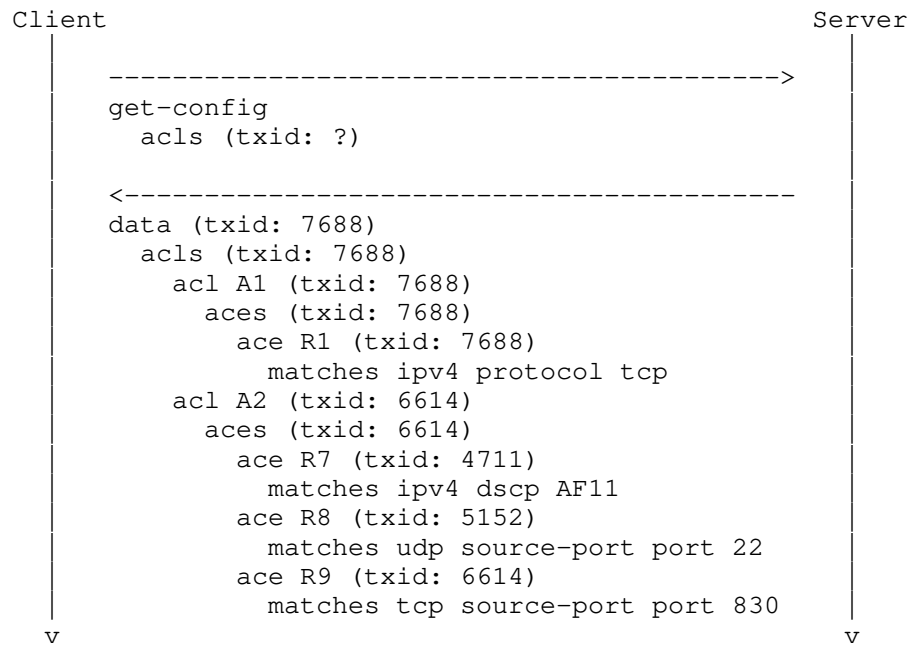 Client Server
------------------------------------------>
get-config
acls (txid: ?)
<------------------------------------------
data (txid: 7688)
acls (txid: 7688)
acl A1 (txid: 7688)
aces (txid: 7688)
ace R1 (txid: 7688)
matches ipv4 protocol tcp
acl A2 (txid: 6614)
aces (txid: 6614)
ace R7 (txid: 4711)
matches ipv4 dscp AF11
ace R8 (txid: 5152)
matches udp source-port port 22
ace R9 (txid: 6614)
matches tcp source-port port 830
v v